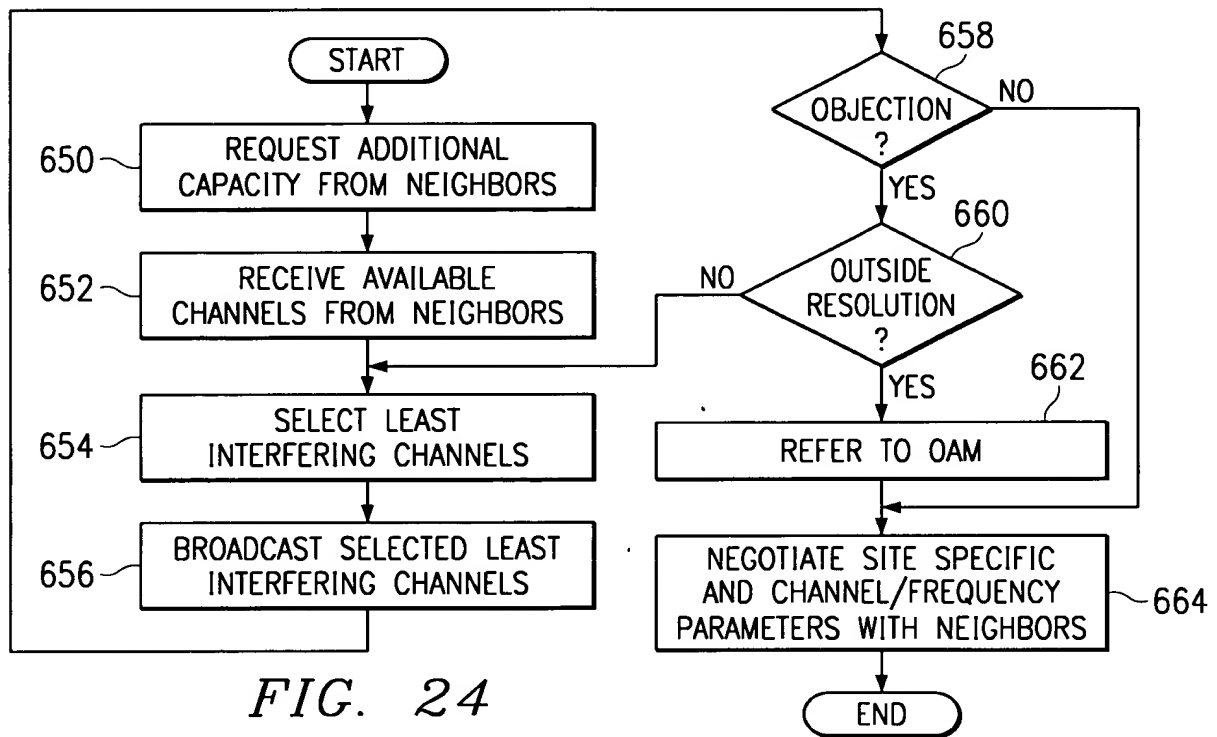 START
650
REQUEST ADDITIONAL
CAPACITY FROM NEIGHBORS
652
RECEIVE AVAILABLE
CHANNELS FROM NEIGHBORS
654
SELECT LEAST
INTERFERING CHANNELS
656
BROADCAST SELECTED LEAST
INTERFERING CHANNELS
658
OBJECTION
?
NO
YES
660
OUTSIDE
RESOLUTION
?
NO
YES
662
REFER TO OAM
NEGOTIATE SITE SPECIFIC
AND CHANNEL/FREQUENCY
PARAMETERS WITH NEIGHBORS
664
END
FIG. 24